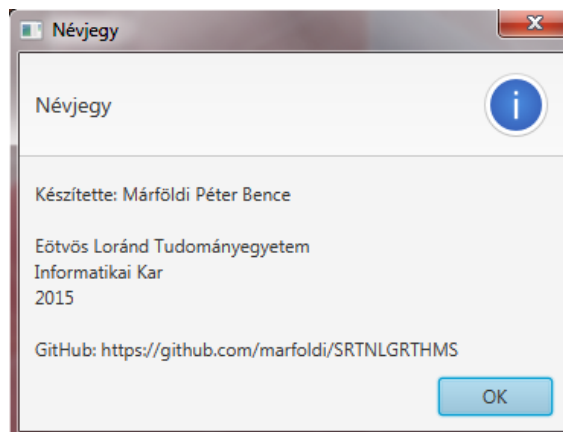 Névjegy
Névjegy
Készítette: Márföldi Péter Bence
Eötvös Loránd Tudományegyetem
Informatikai Kar
2015
GitHub: https://github.com/marfoldi/SRTNLGRTHMS
OK